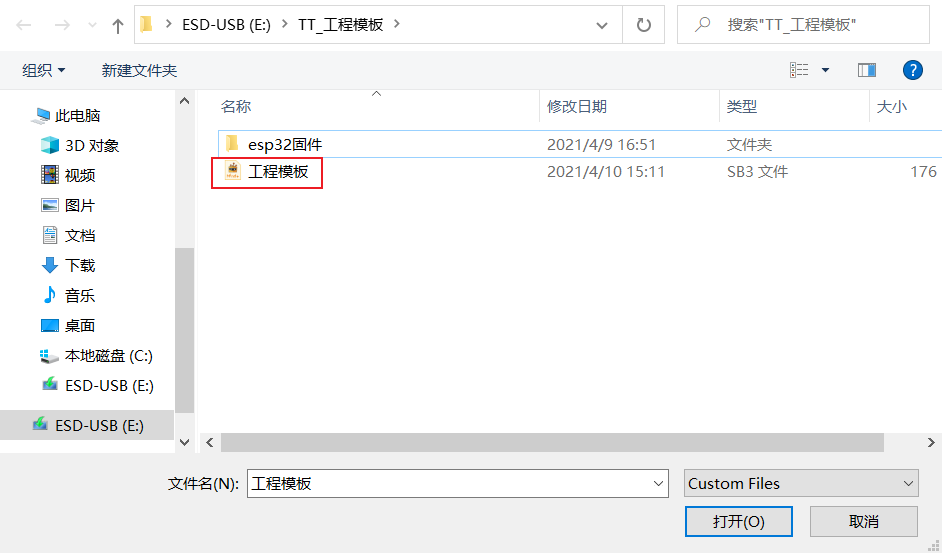 ESD-USB (E:) TT_工程模板
搜索"TT_工程模板"
组织 新建文件夹
名称 修改日期 类型 大小
此电脑
3D 对象
视频
图片
文档
下载
音乐
桌面
本地磁盘 (C:)
ESD-USB (E:)
ESD-USB (E:)
esp32固件 2021/4/9 16:51 文件夹
工程模板 2021/4/10 15:11 SB3 文件 176
文件名(N): 工程模板 Custom Files
打开(O) 取消